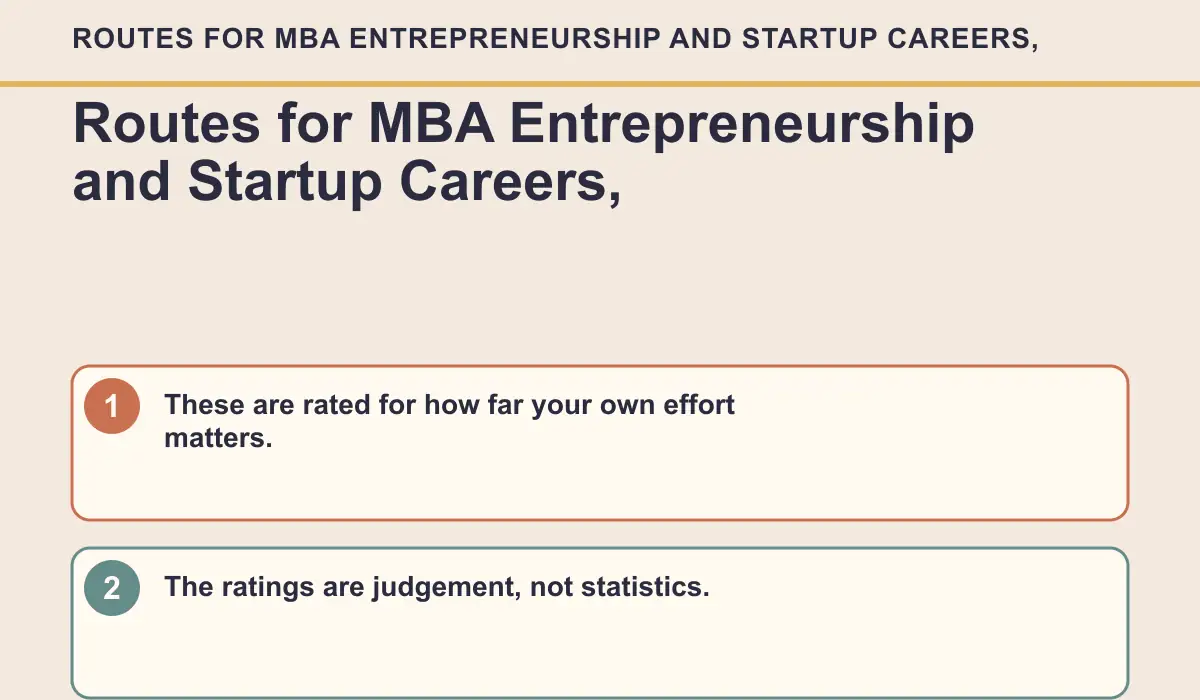 ROUTES FOR MBA ENTREPRENEURSHIP AND STARTUP CAREERS,
Routes for MBA Entrepreneurship
and Startup Careers,
1
These are rated for how far your own effort
matters.
2
The ratings are judgement, not statistics.